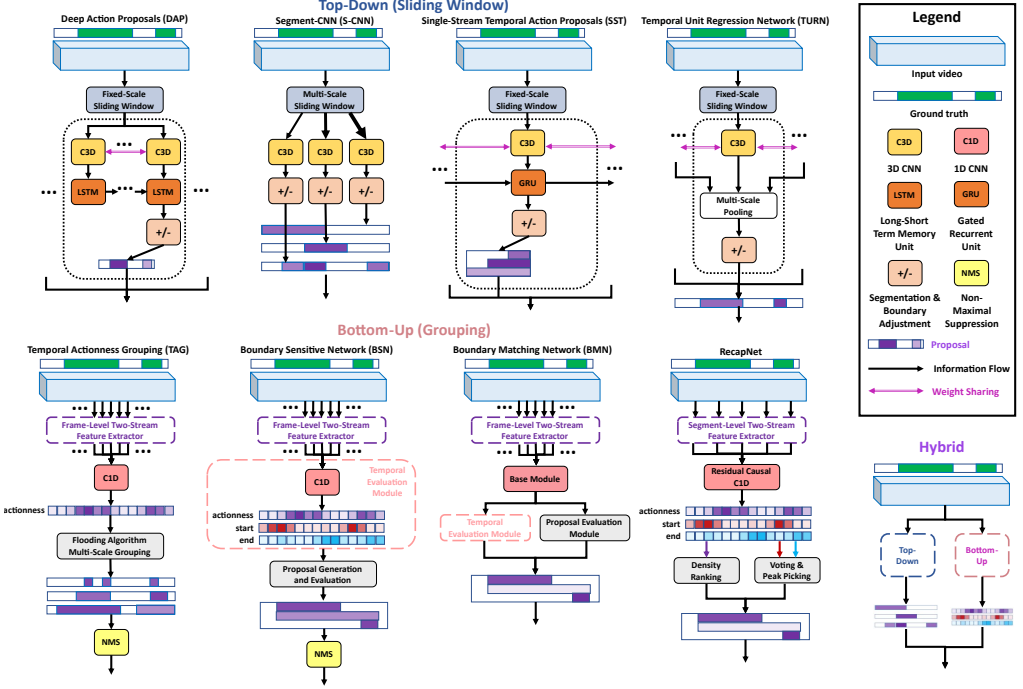 Top-Down (Sliding Window)
Deep Action Proposals (DAP)
Fixed-Scale
Sliding Window
...
C3D
C3D
...
LSTM
...
LSTM
...
+/-
Segment-CNN (S-CNN)
Multi-Scale
Sliding Window
C3D
C3D
C3D
+/-
+/-
+/-
Single-Stream Temporal Action Proposals (SST)
Fixed-Scale
Sliding Window
C3D
...
...
GRU
+/-
Temporal Unit Regression Network (TURN)
Fixed-Scale
Sliding Window
...
C3D
...
Multi-Scale
Pooling
+/-
Legend
Input video
Ground truth
C3D
C1D
3D CNN
1D CNN
LSTM
GRU
Long-Short
Term Memory
Unit
Gated
Recurrent
Unit
+/-
NMS
Segmentation &
Boundary
Adjustment
Non-
Maximal
Suppression
Proposal
Information Flow
Weight Sharing
Bottom-Up (Grouping)
Temporal Actionness Grouping (TAG)
...
...
Frame-Level Two-Stream
Feature Extractor
...
...
C1D
actionness
Flooding Algorithm
Multi-Scale Grouping
NMS
Boundary Sensitive Network (BSN)
...
...
Frame-Level Two-Stream
Feature Extractor
...
...
C1D
Temporal
Evaluation
Module
actionness
start
end
Proposal Generation
and Evaluation
NMS
Boundary Matching Network (BMN)
...
...
Frame-Level Two-Stream
Feature Extractor
...
...
Base Module
Temporal
Evaluation Module
Proposal Evaluation
Module
RecapNet
Segment-Level Two-Stream
Feature Extractor
Residual Causal
C1D
actionness
start
end
Density
Ranking
Voting &
Peak Picking
Hybrid
Top-
Down
Bottom-
Up